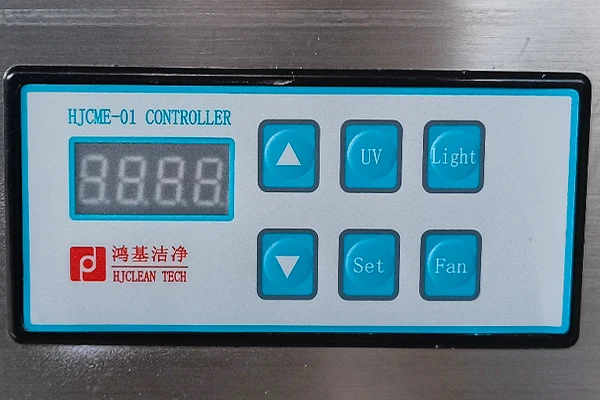 HJCME-01 CONTROLLER
▲ UV Light
鸿基洁净
HJCLEAN TECH
▼ Set Fan